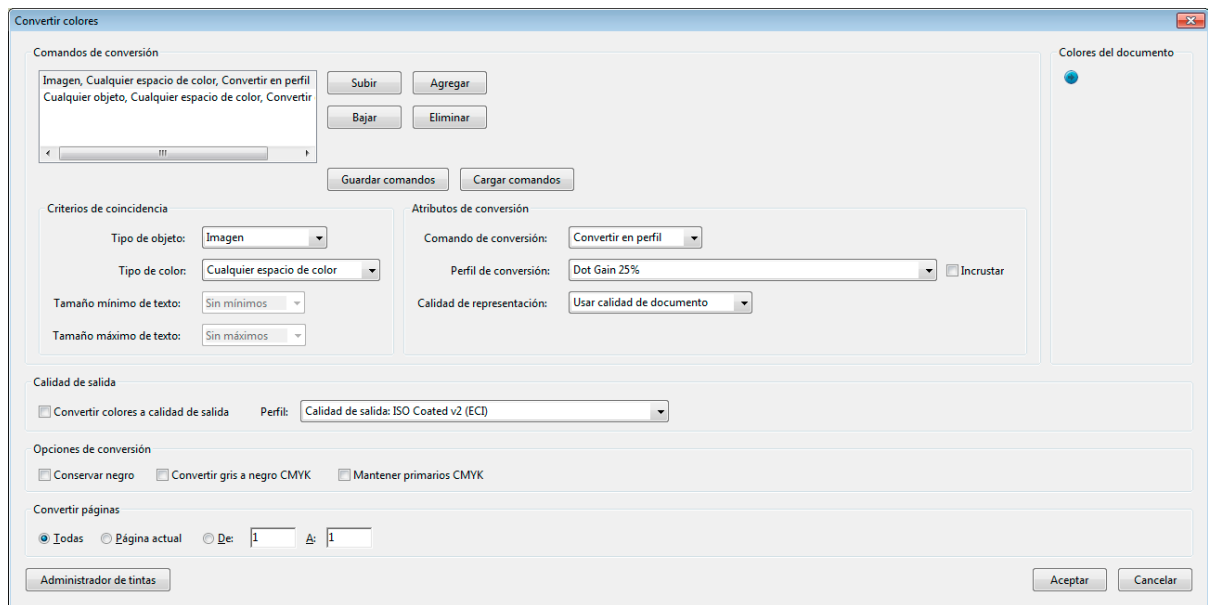 Convertir colores
Comandos de conversión
Colores del documento
Imagen, Cualquier espacio de color, Convertir en perfil
Cualquier objeto, Cualquier espacio de color, Convertir
Subir
Agregar
Bajar
Eliminar
Guardar comandos
Cargar comandos
Criterios de coincidencia
Tipo de objeto: Imagen
Tipo de color: Cualquier espacio de color
Tamaño mínimo de texto: Sin mínimos
Tamaño máximo de texto: Sin máximos
Atributos de conversión
Comando de conversión: Convertir en perfil
Perfil de conversión: Dot Gain 25% Incrustar
Calidad de representación: Usar calidad de documento
Calidad de salida
Convertir colores a calidad de salida Perfil: Calidad de salida: ISO Coated v2 (ECI)
Opciones de conversión
Conservar negro Convertir gris a negro CMYK Mantener primarios CMYK
Convertir páginas
Todas Página actual De: 1 A: 1
Administrador de tintas
Aceptar
Cancelar